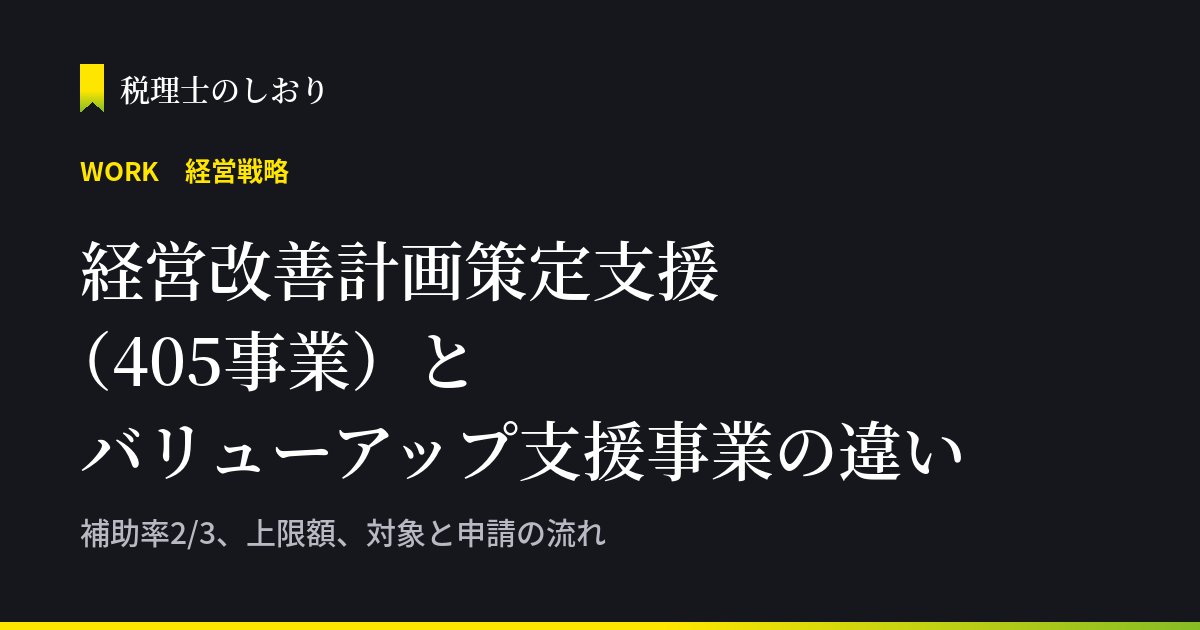 税理士のしおり
WORK　経営戦略
経営改善計画策定支援
（405事業）と
バリューアップ支援事業の違い
補助率2/3、上限額、対象と申請の流れ